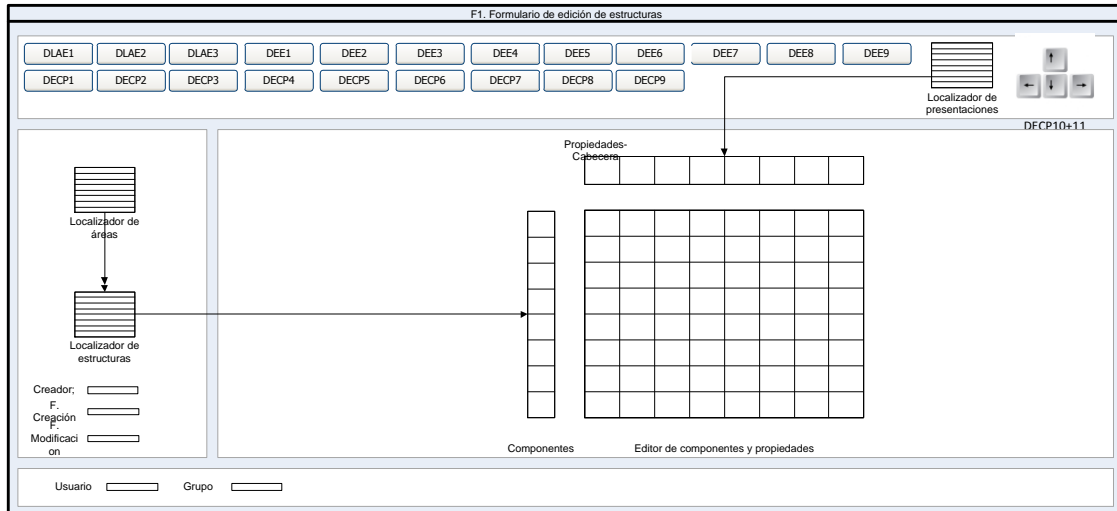 F1. Formulario de edición de estructuras
DLAE1 DLAE2 DLAE3 DEE1 DEE2 DEE3 DEE4 DEE5 DEE6 DEE7 DEE8 DEE9
DECP1 DECP2 DECP3 DECP4 DECP5 DECP6 DECP7 DECP8 DECP9
Localizador de
presentaciones
DECP10+11
Propiedades-
Cabecera
Localizador de
áreas
Localizador de
estructuras
Creador;
F.
Creación
F.
Modificaci
on
Componentes
Editor de componentes y propiedades
Usuario
Grupo